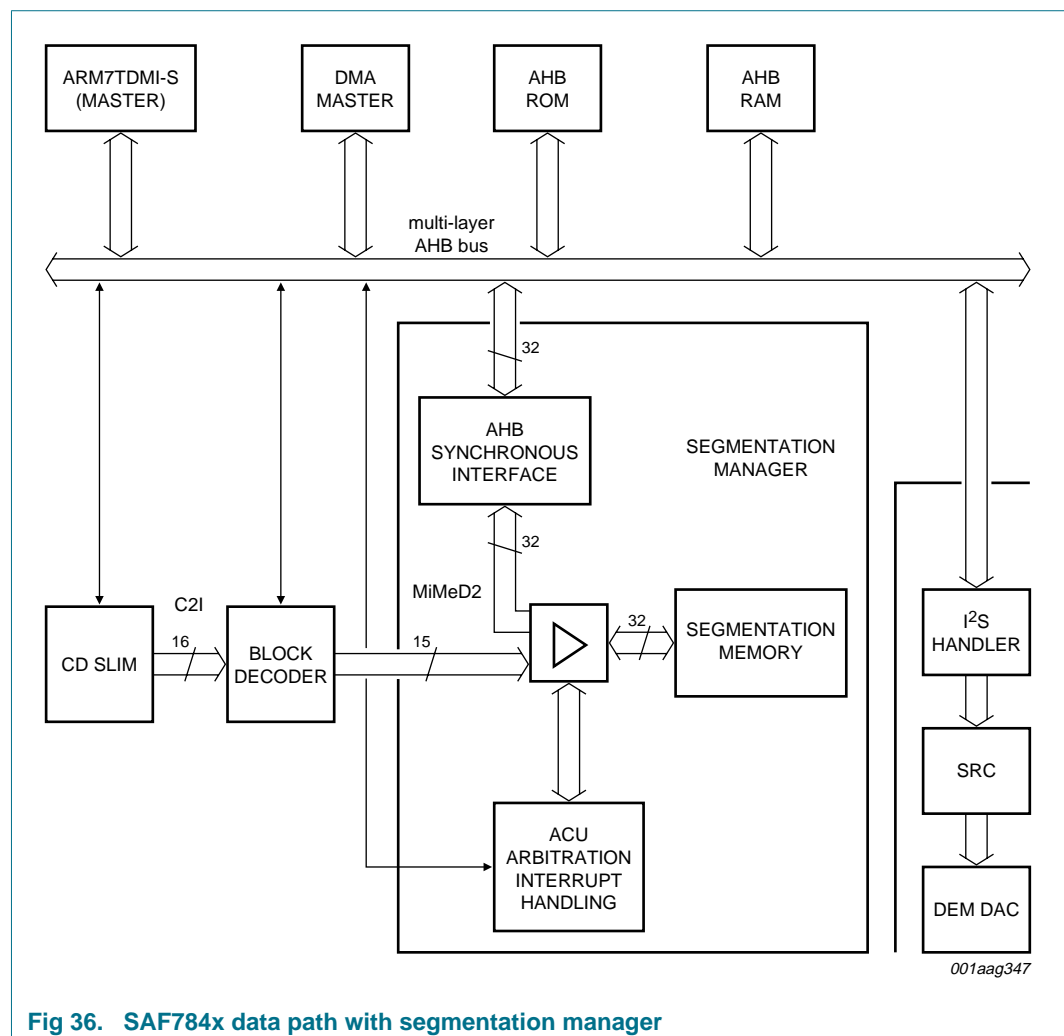 ARM7TDMI-S
(MASTER)
DMA
MASTER
AHB
ROM
AHB
RAM
multi-layer
AHB bus
32
AHB
SYNCHRONOUS
INTERFACE
SEGMENTATION
MANAGER
32
MiMeD2
C2I
16
15
32
CD SLIM
BLOCK
DECODER
SEGMENTATION
MEMORY
I²S
HANDLER
SRC
ACU
ARBITRATION
INTERRUPT
HANDLING
DEM DAC
001aag347
Fig 36. SAF784x data path with segmentation manager